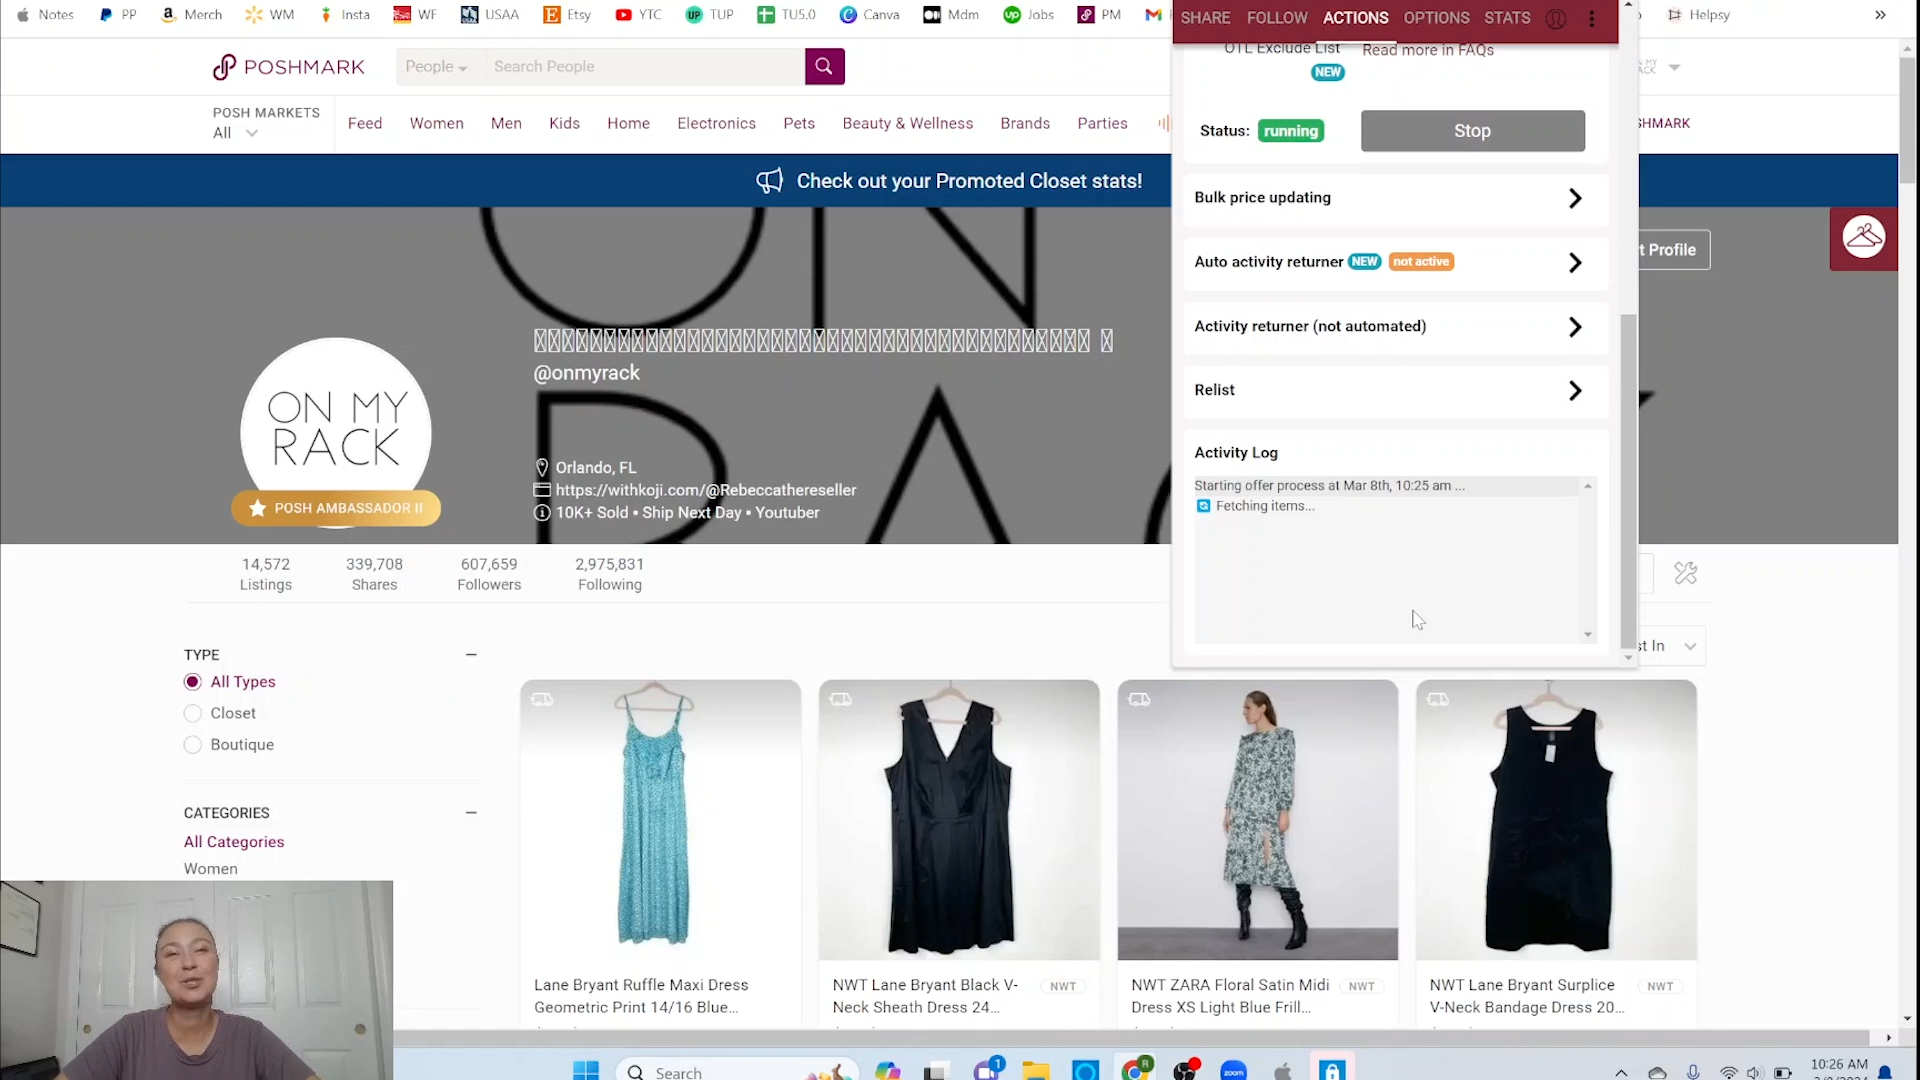 Notes PP Merch WM Insta WF USAA Etsy YTC TUP TU5.0 Canva Mdm Jobs PM Helpsy
SHARE FOLLOW ACTIONS OPTIONS STATS
POSHMARK People Search People
OTL Exclude List Read more in FAQs
NEW
POSH MARKETS
All
Feed Women Men Kids Home Electronics Pets Beauty & Wellness Brands Parties
Status: running Stop
Check out your Promoted Closet stats!
Bulk price updating
Auto activity returner NEW not active
Activity returner (not automated)
Relist
Activity Log
Starting offer process at Mar 8th, 10:25 am ...
Fetching items...
t Profile
@onmyrack
ON MY
RACK
POSH AMBASSADOR II
Orlando, FL
https://withkoji.com/@Rebeccathereseller
10K+ Sold • Ship Next Day • Youtuber
14,572 339,708 607,659 2,975,831
Listings Shares Followers Following
st In
TYPE
All Types
Closet
Boutique
CATEGORIES
All Categories
Women
Lane Bryant Ruffle Maxi Dress
Geometric Print 14/16 Blue...
NWT Lane Bryant Black V-
Neck Sheath Dress 24...
NWT
NWT ZARA Floral Satin Midi
Dress XS Light Blue Frill...
NWT
NWT Lane Bryant Surplice
V-Neck Bandage Dress 20...
NWT
Search
zoom
10:26 AM